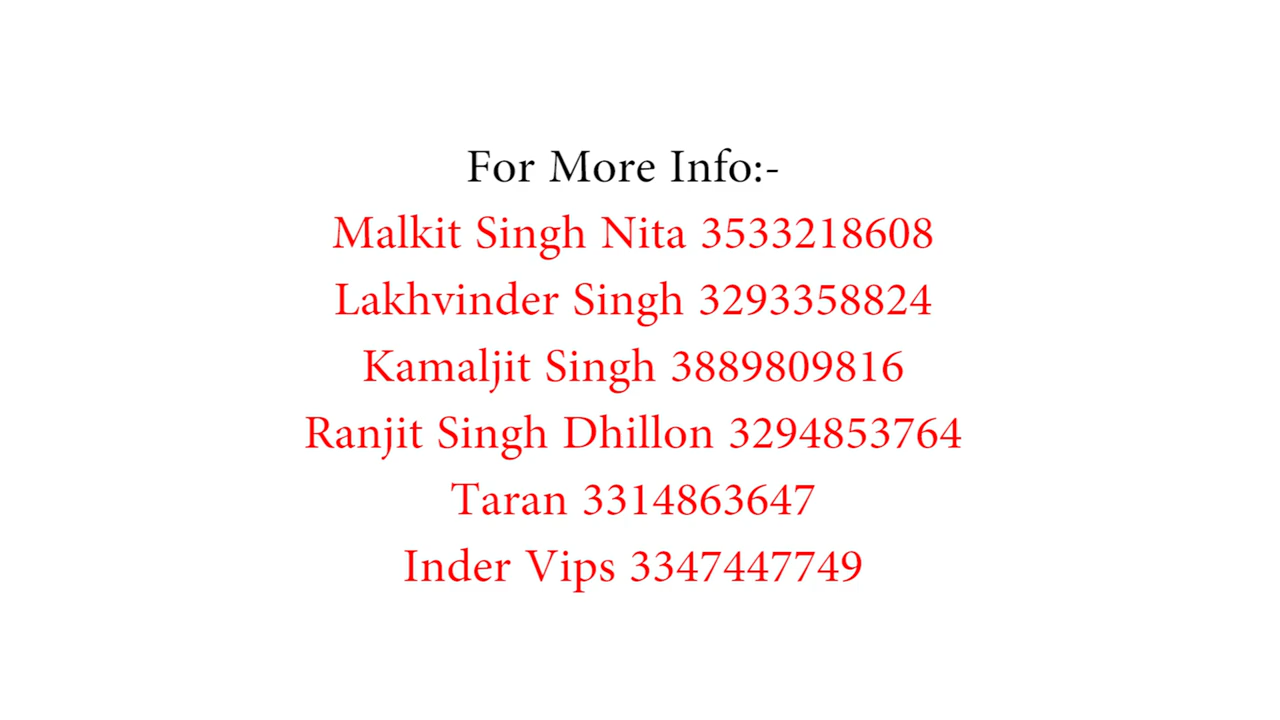 For More Info:-
Malkit Singh Nita 3533218608
Lakhvinder Singh 3293358824
Kamaljit Singh 3889809816
Ranjit Singh Dhillon 3294853764
Taran 3314863647
Inder Vips 3347447749